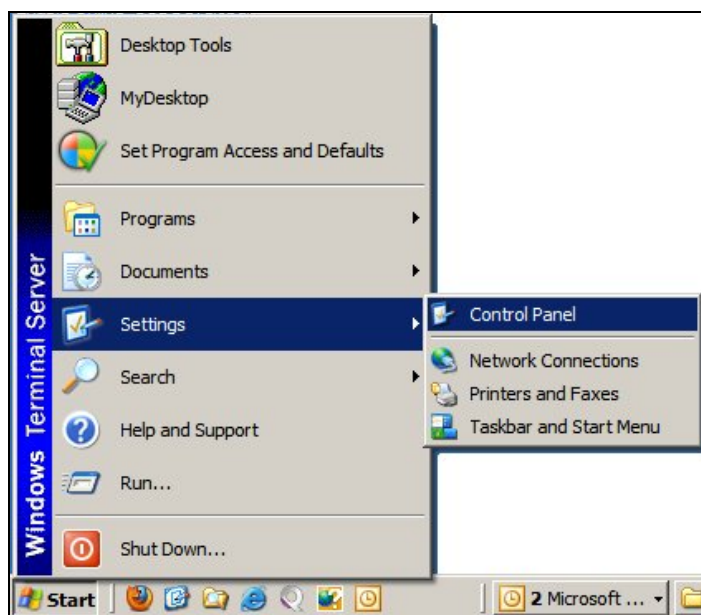 Desktop Tools
MyDesktop
Set Program Access and Defaults
Programs
Documents
Settings
Search
Help and Support
Run...
Shut Down...
Windows Terminal Server
Control Panel
Network Connections
Printers and Faxes
Taskbar and Start Menu
Start
2 Microsoft ...